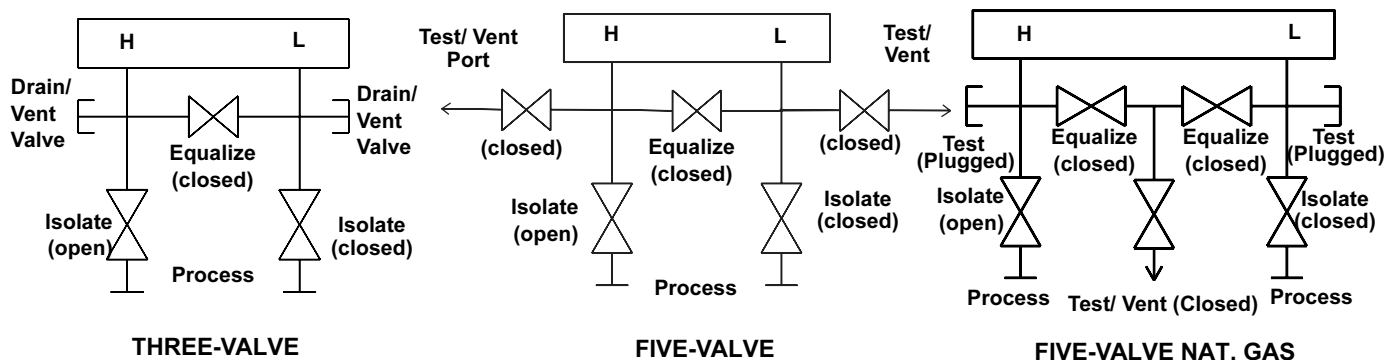 H
L
Drain/
Vent
Valve
Drain/
Vent
Valve
Equalize
(closed)
Isolate
(open)
Isolate
(closed)
Process
THREE-VALVE
Test/ Vent
Port
H
L
Test/
Vent
(closed)
Equalize
(closed)
(closed)
Isolate
(open)
Isolate
(closed)
Process
FIVE-VALVE
H
L
Test
(Plugged)
Equalize
(closed)
Equalize
(closed)
Test
(Plugged)
Isolate
(open)
Isolate
(closed)
Process
Test/ Vent (Closed)
Process
FIVE-VALVE NAT. GAS